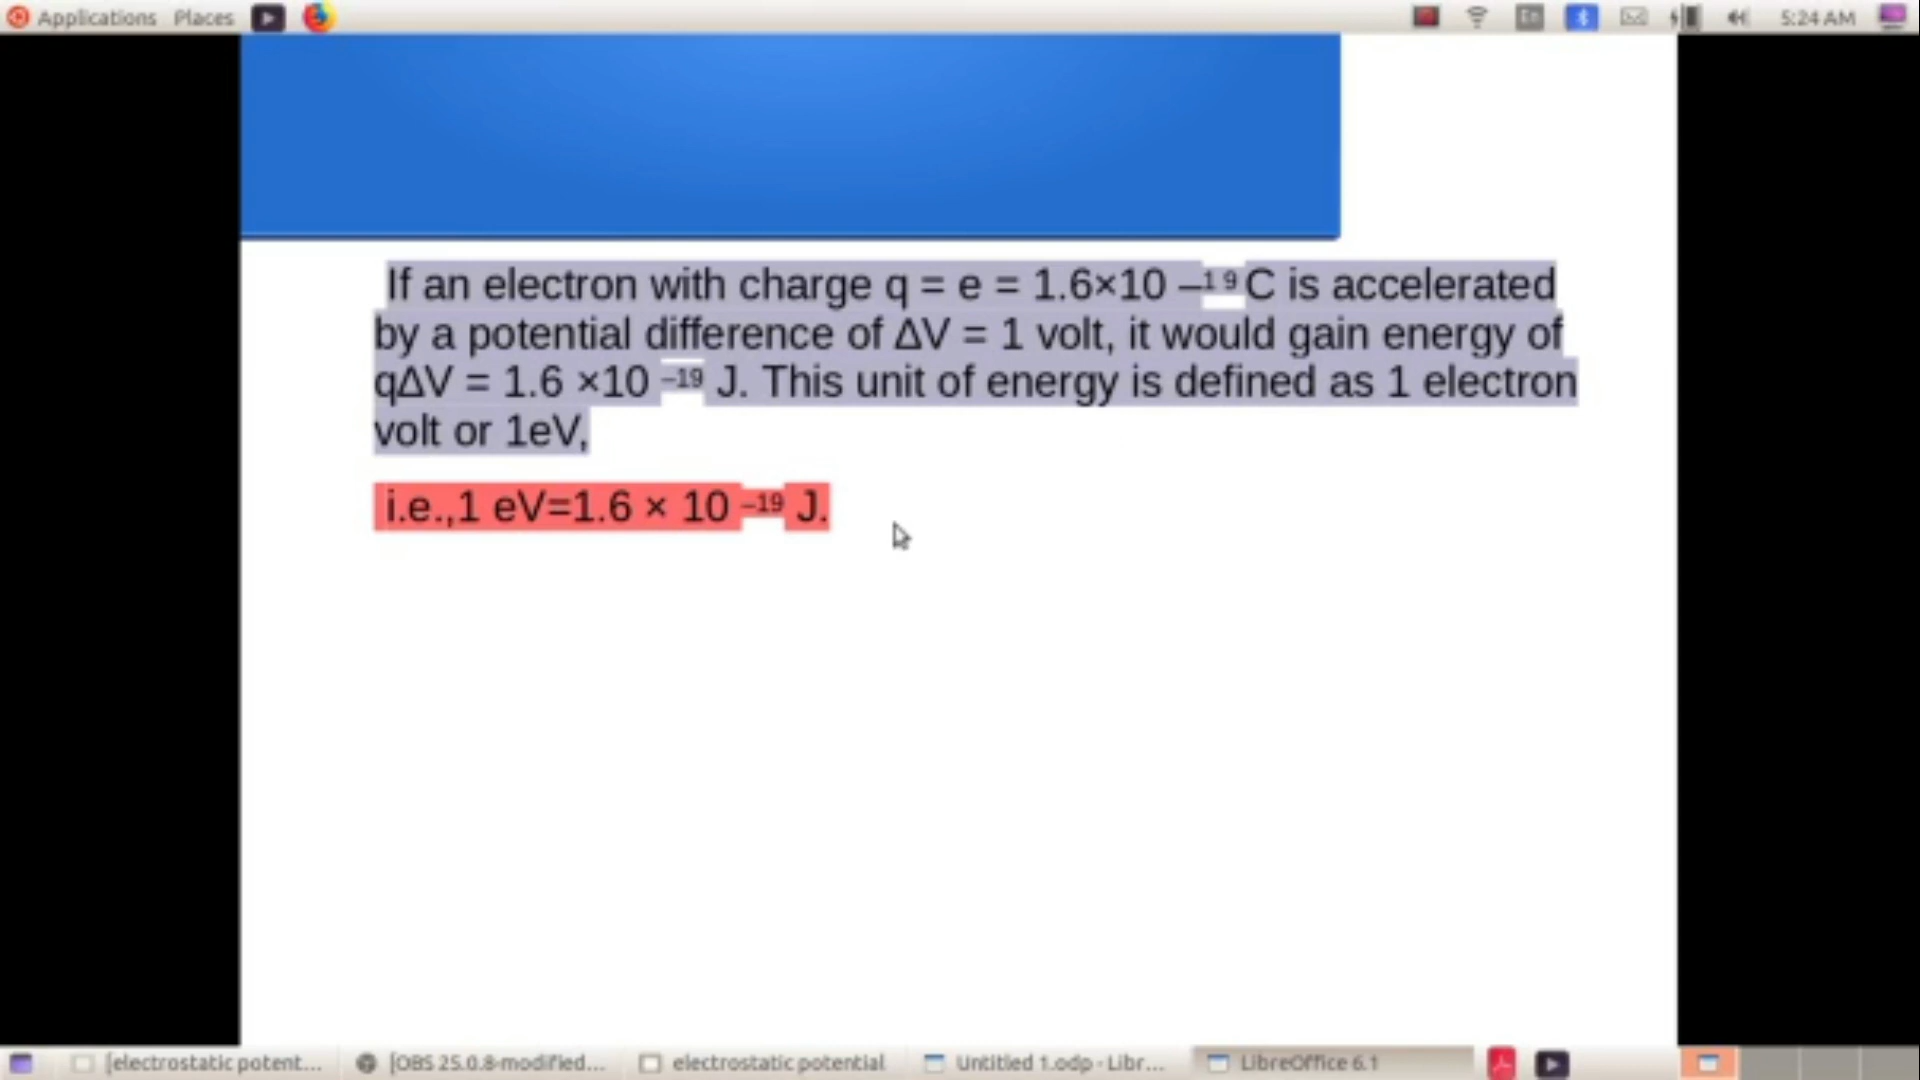 Applications Places En 5:24 AM
If an electron with charge q = e = 1.6×10 –¹⁹ C is accelerated
by a potential difference of ΔV = 1 volt, it would gain energy of
qΔV = 1.6 ×10 ⁻¹⁹ J. This unit of energy is defined as 1 electron
volt or 1eV,
i.e.,1 eV=1.6 × 10 ⁻¹⁹ J.
[electrostatic potent... [OBS 25.0.8-modified... electrostatic potential Untitled 1.odp - Libr... LibreOffice 6.1